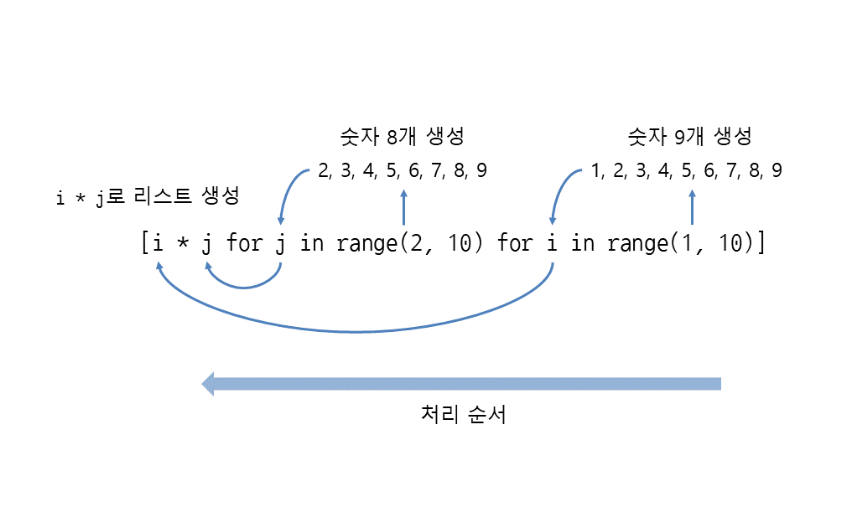 숫자 8개 생성
숫자 9개 생성
2, 3, 4, 5, 6, 7, 8, 9
1, 2, 3, 4, 5, 6, 7, 8, 9
i * j로 리스트 생성
[i * j for j in range(2, 10) for i in range(1, 10)]
처리 순서